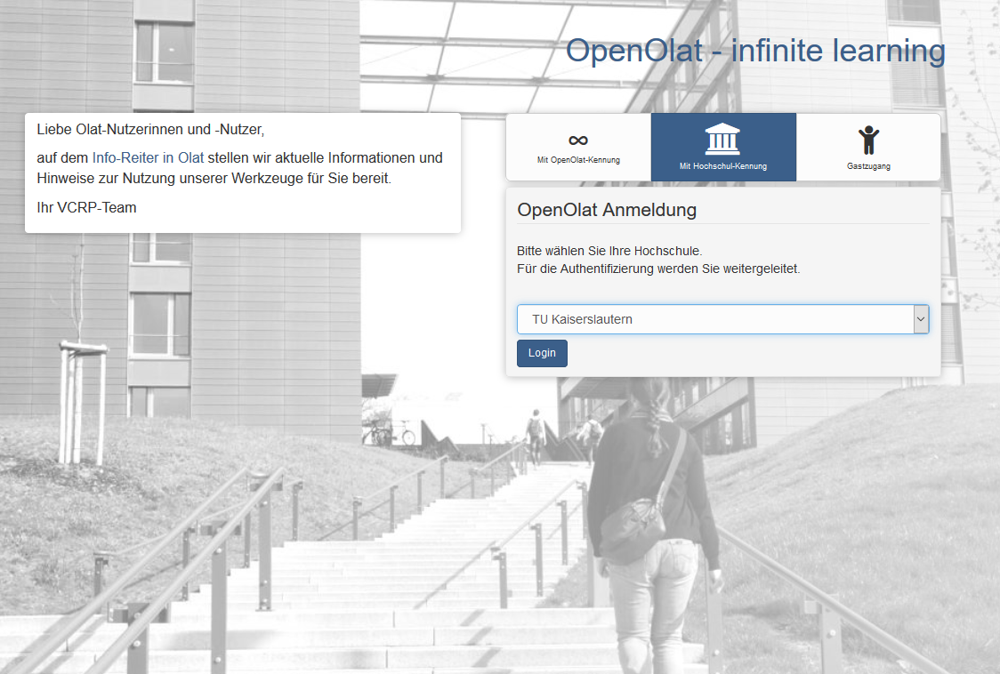 OpenOlat - infinite learning
Liebe Olat-Nutzerinnen und -Nutzer,
auf dem Info-Reiter in Olat stellen wir aktuelle Informationen und
Hinweise zur Nutzung unserer Werkzeuge für Sie bereit.
Ihr VCRP-Team
Mit OpenOlat-Kennung
Mit Hochschul-Kennung
Gastzugang
OpenOlat Anmeldung
Bitte wählen Sie Ihre Hochschule.
Für die Authentifizierung werden Sie weitergeleitet.
TU Kaiserslautern
Login